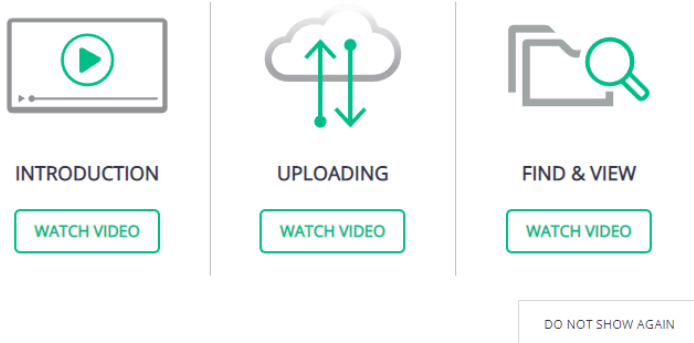 INTRODUCTION
WATCH VIDEO
UPLOADING
WATCH VIDEO
FIND & VIEW
WATCH VIDEO
DO NOT SHOW AGAIN